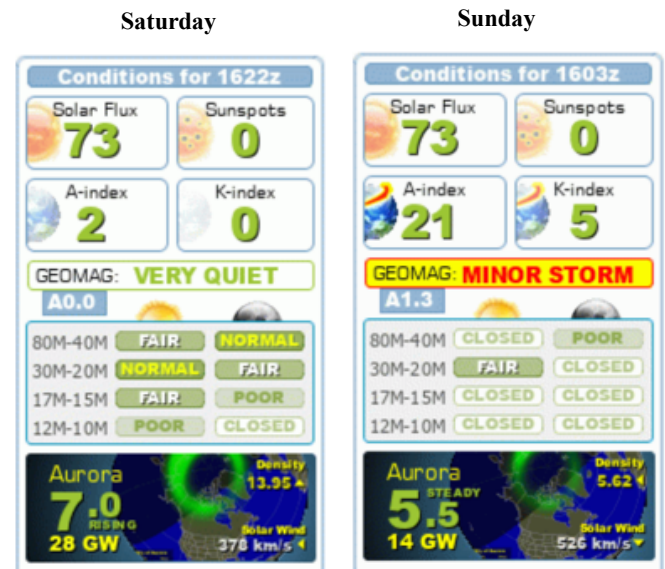 Saturday
Conditions for 1622z
Solar Flux
73
Sunspots
0
A-index
2
K-index
0
GEOMAG: VERY QUIET
A0.0
80M-40M FAIR NORMAL
30M-20M NORMAL FAIR
17M-15M FAIR POOR
12M-10M POOR CLOSED
Aurora
7.0
RISING
28 GW
Density
13.95
Solar Wind
378 km/s
Sunday
Conditions for 1603z
Solar Flux
73
Sunspots
0
A-index
21
K-index
5
GEOMAG: MINOR STORM
A1.3
80M-40M CLOSED POOR
30M-20M FAIR CLOSED
17M-15M CLOSED CLOSED
12M-10M CLOSED CLOSED
Aurora
5.5
STEADY
14 GW
Density
5.62
Solar Wind
526 km/s